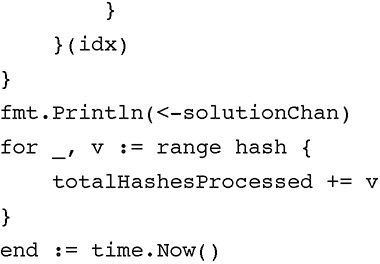 }
    }(idx)
}
fmt.Println(<-solutionChan)
for _, v := range hash {
    totalHashesProcessed += v
}
end := time.Now()